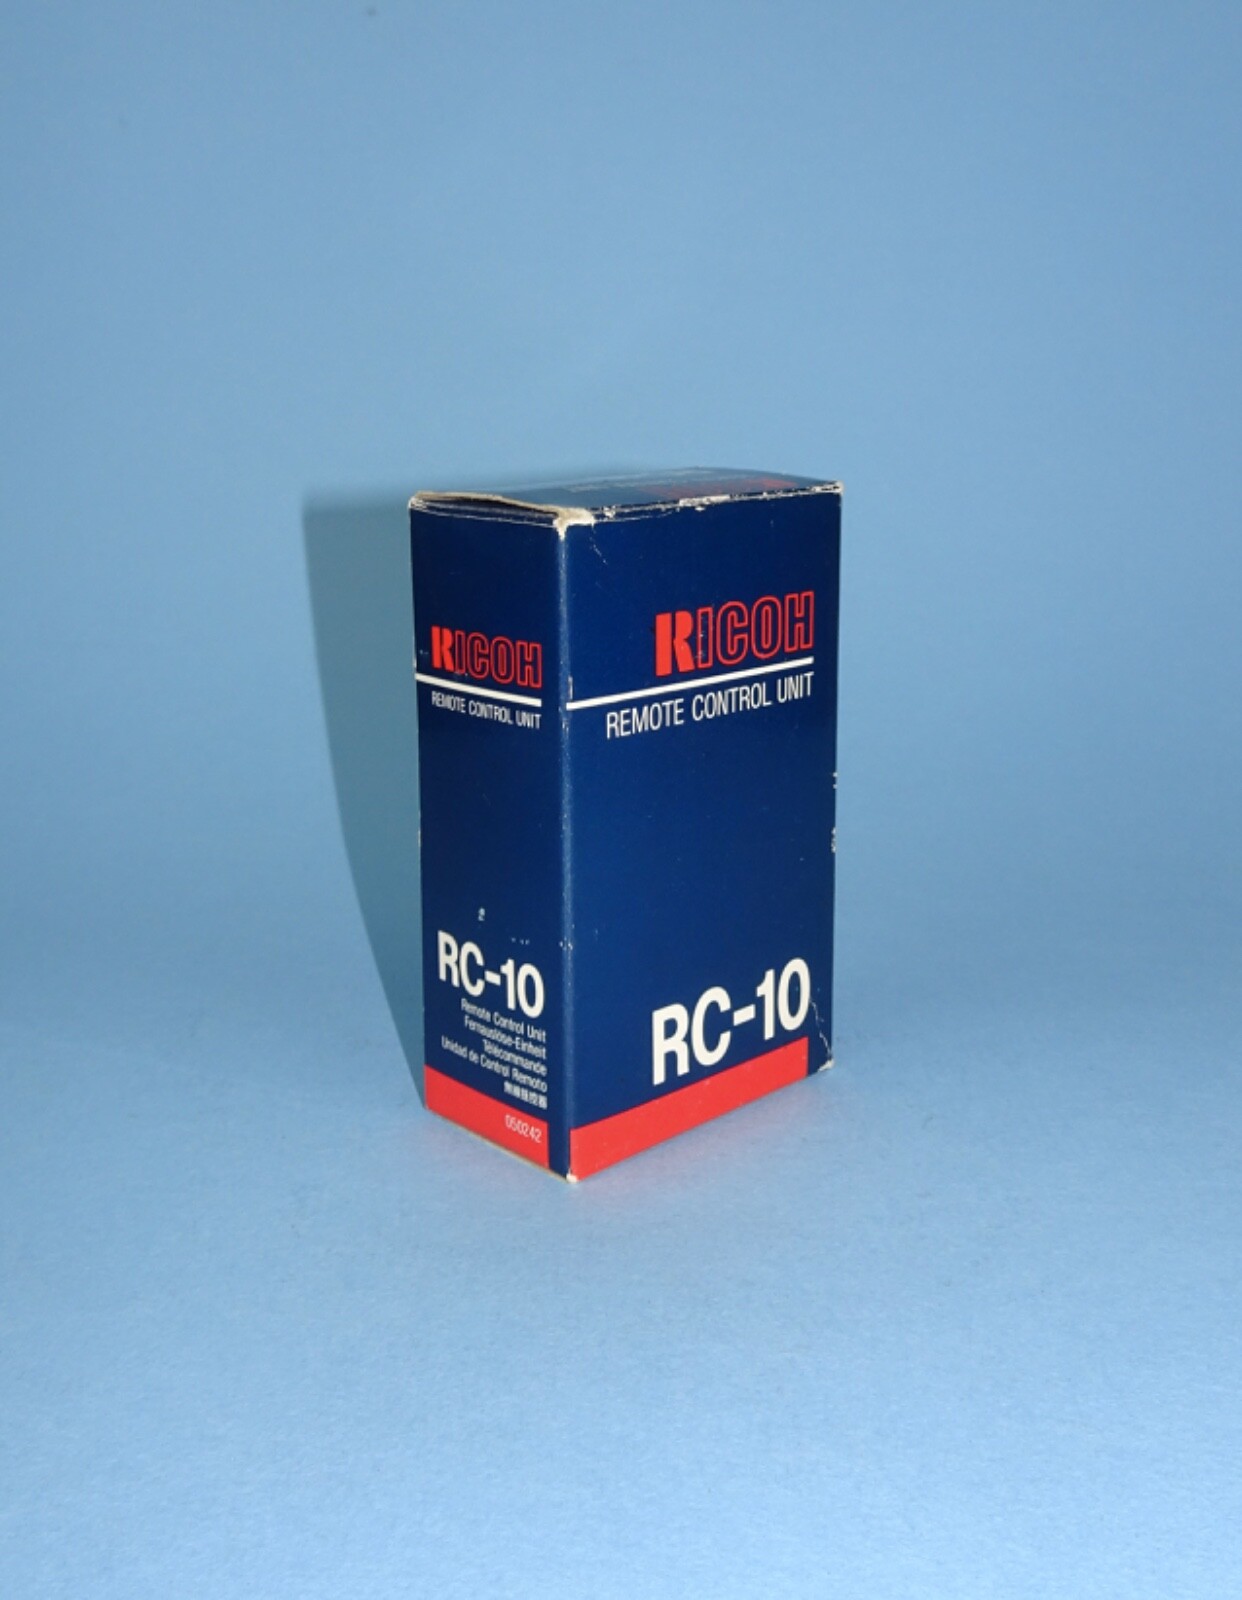 RICOH
REMOTE CONTROL UNIT
RC-10
Remote Control Unit
Fernauslöse-Einheit
Télécommande
Unidad de Control Remoto
050242
RICOH
REMOTE CONTROL UNIT
RC-10